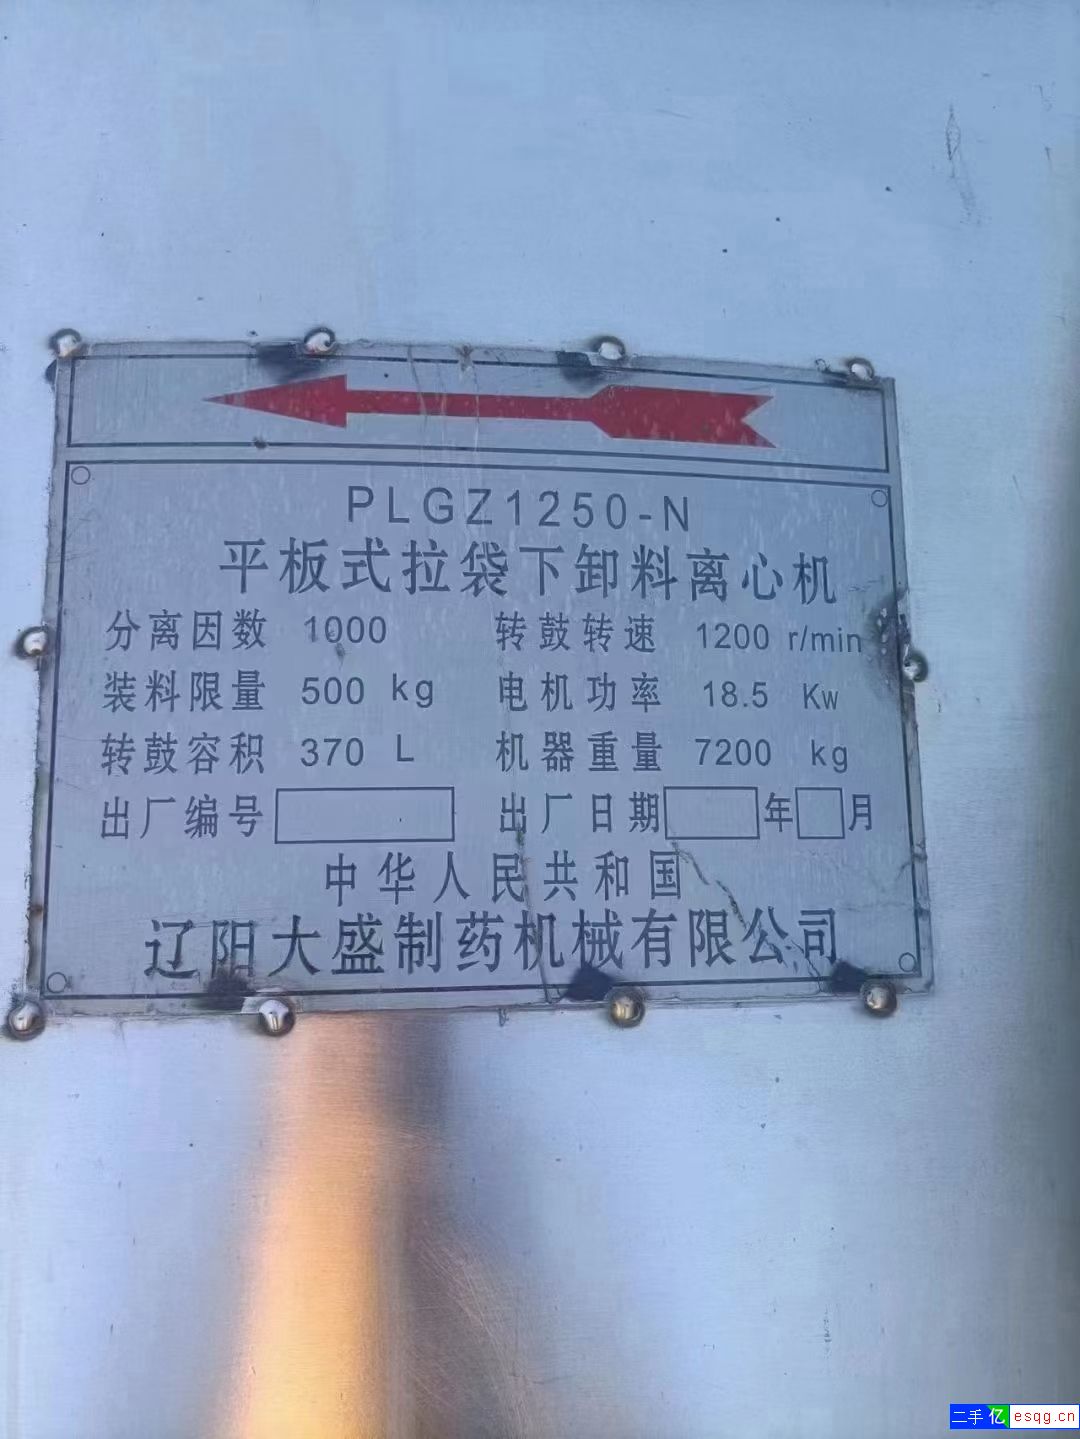 PLGZ1250-N
平板式拉袋下卸料离心机
分离因数 1000 转鼓转速 1200 r/min
装料限量 500 kg 电机功率 18.5 Kw
转鼓容积 370 L 机器重量 7200 kg
出厂编号 出厂日期 年 月
中华人民共和国
辽阳大盛制药机械有限公司
二手亿 esqg.cn